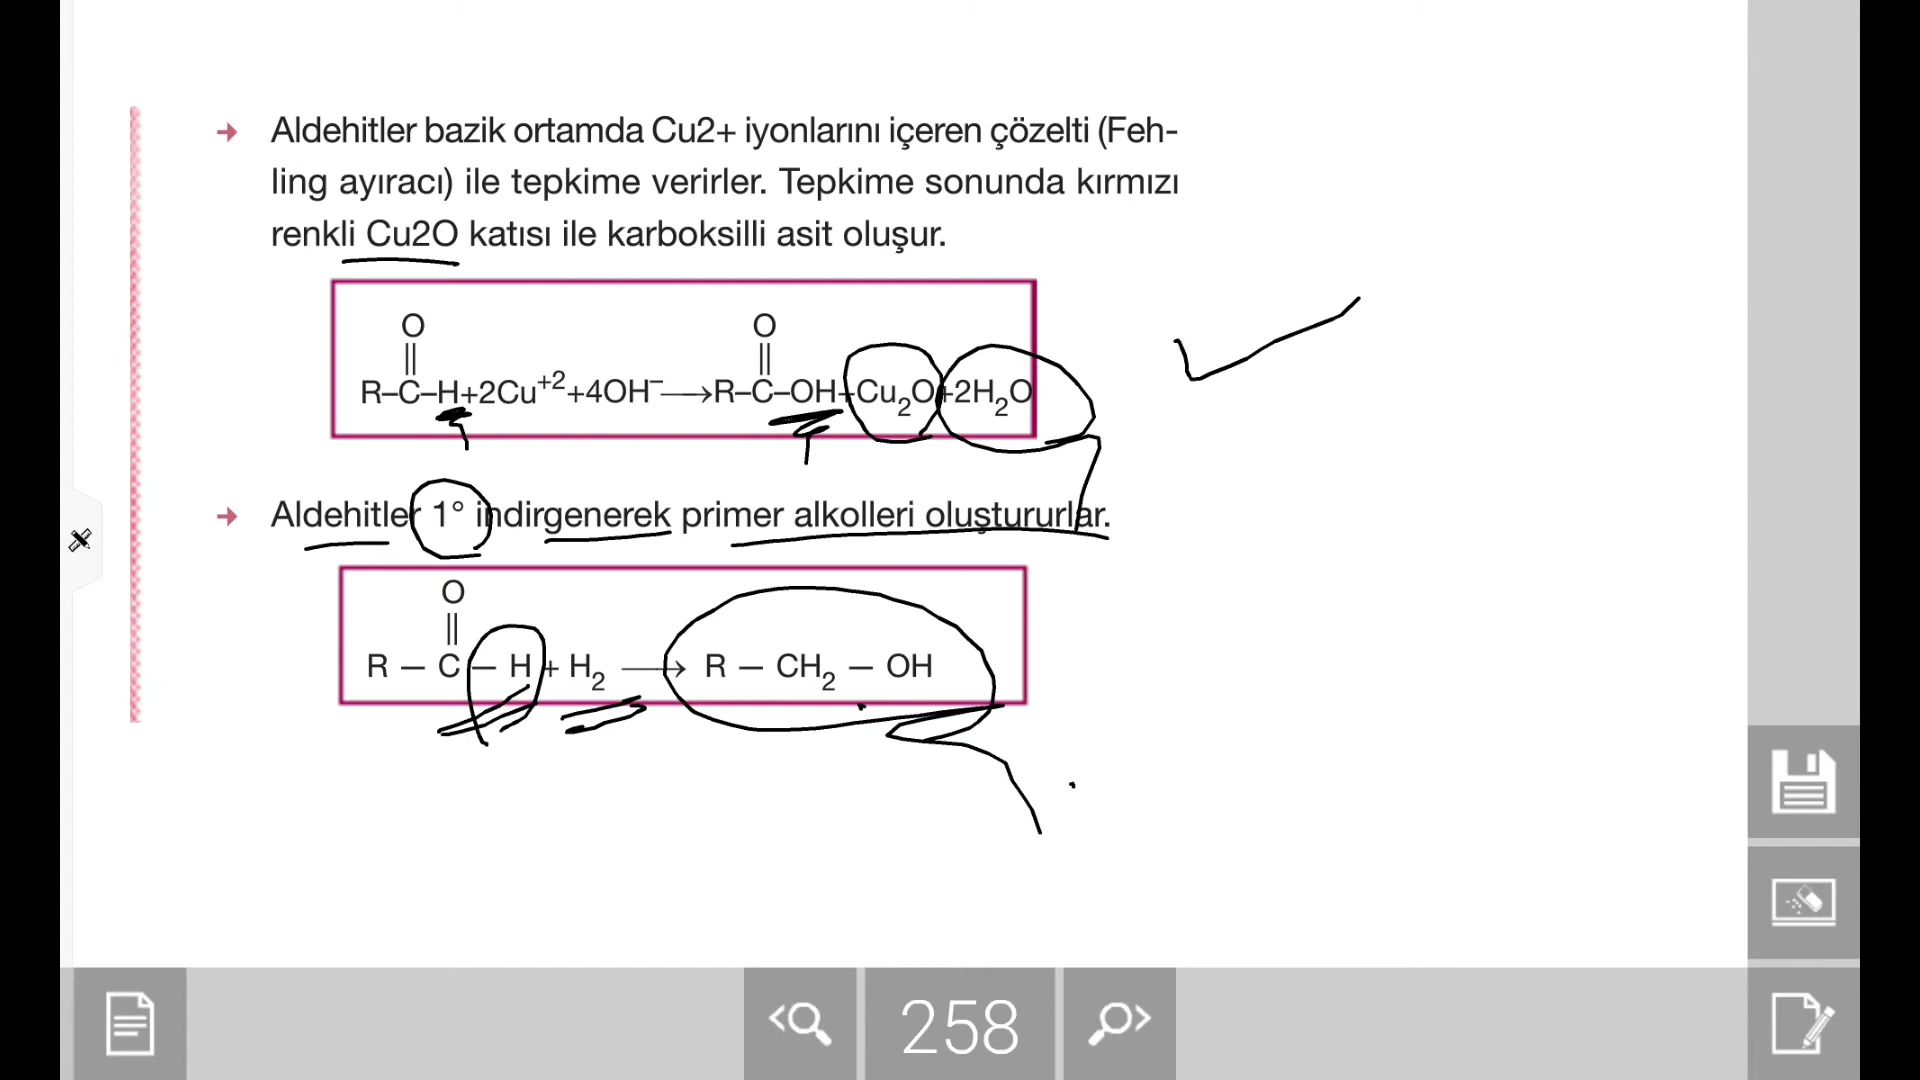 Aldehitler bazik ortamda Cu2+ iyonlarını içeren çözelti (Feh-
ling ayıracı) ile tepkime verirler. Tepkime sonunda kırmızı
renkli Cu2O katısı ile karboksilli asit oluşur.
O O
|| ||
R–C–H+2Cu⁺²+4OH⁻⟶R–C–OH+Cu₂O+2H₂O
Aldehitler 1° indirgenerek primer alkolleri oluştururlar.
O
||
R – C – H + H₂ ⟶ R – CH₂ – OH
258